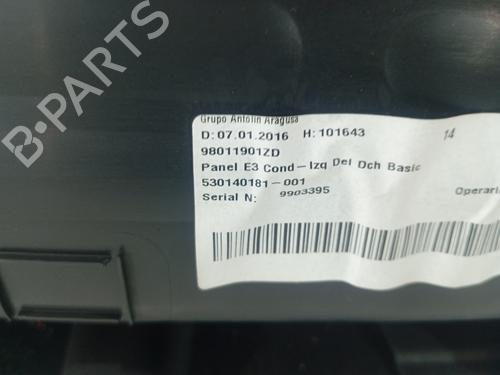 Grupo Antolin Aragusa
D: 07.01.2016 H: 101643 14
98011901ZD
Panel E3 Cond-Izq Del Dch Basic
530140181-001
Serial N: 9903395 Operari
B-PARTS